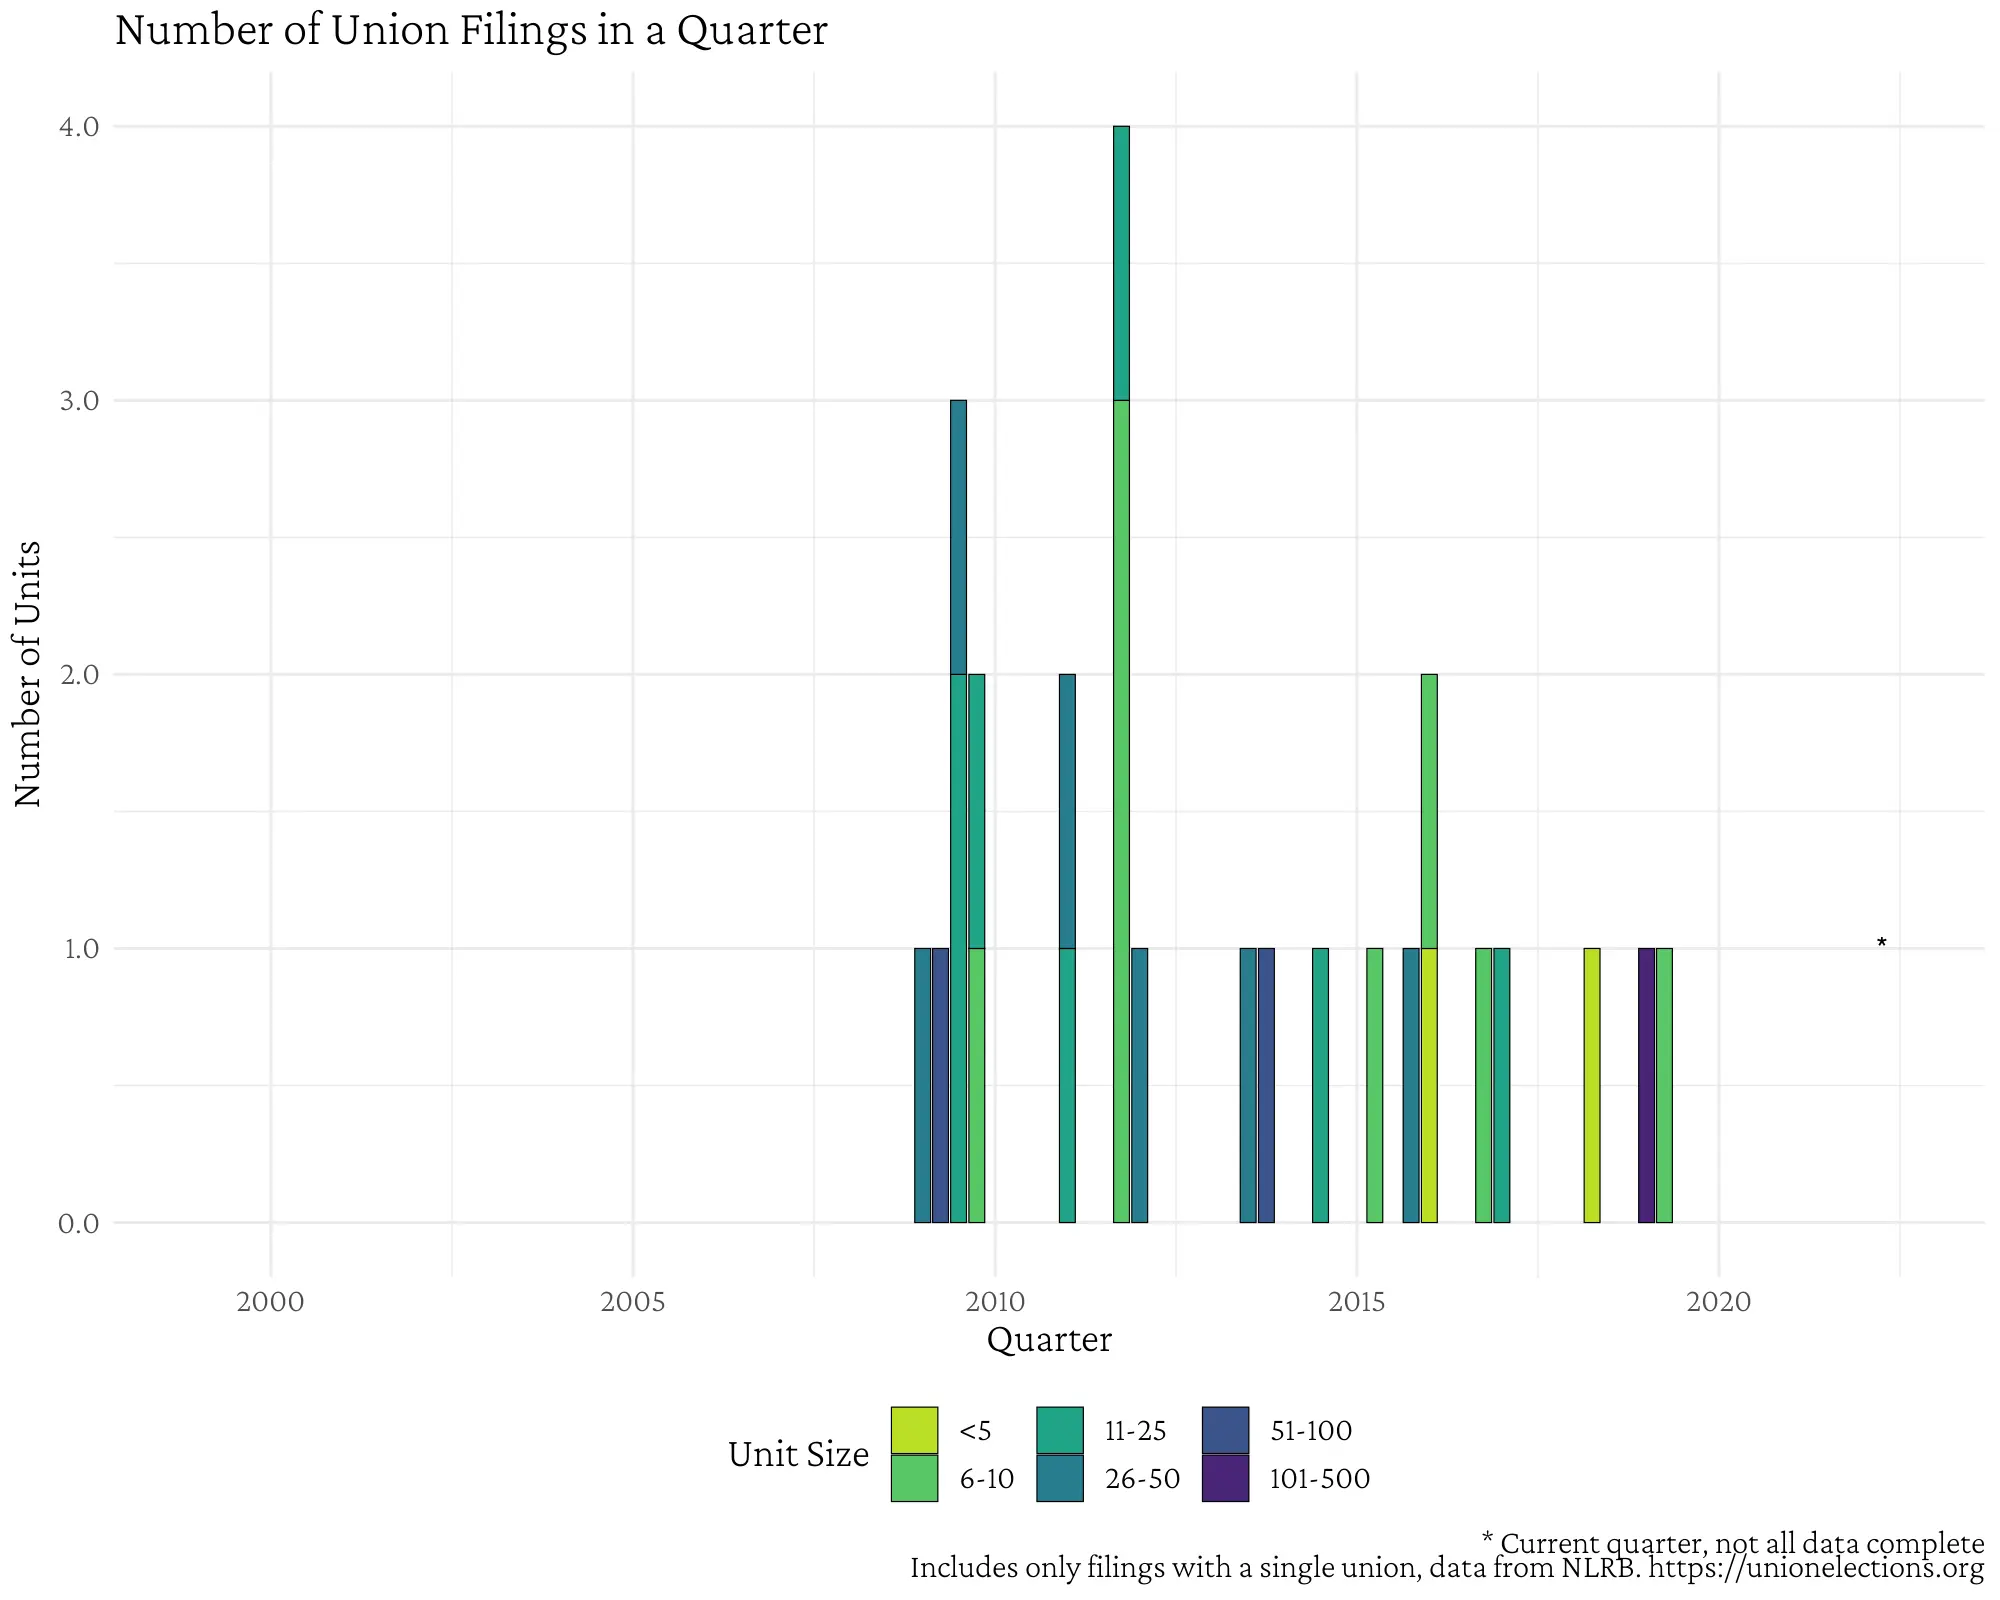 Number of Union Filings in a Quarter
4.0
3.0
2.0
1.0
0.0
Number of Units
*
2000 2005 2010 2015 2020
Quarter
Unit Size
<5 11-25 51-100
6-10 26-50 101-500
* Current quarter, not all data complete
Includes only filings with a single union, data from NLRB. https://unionelections.org